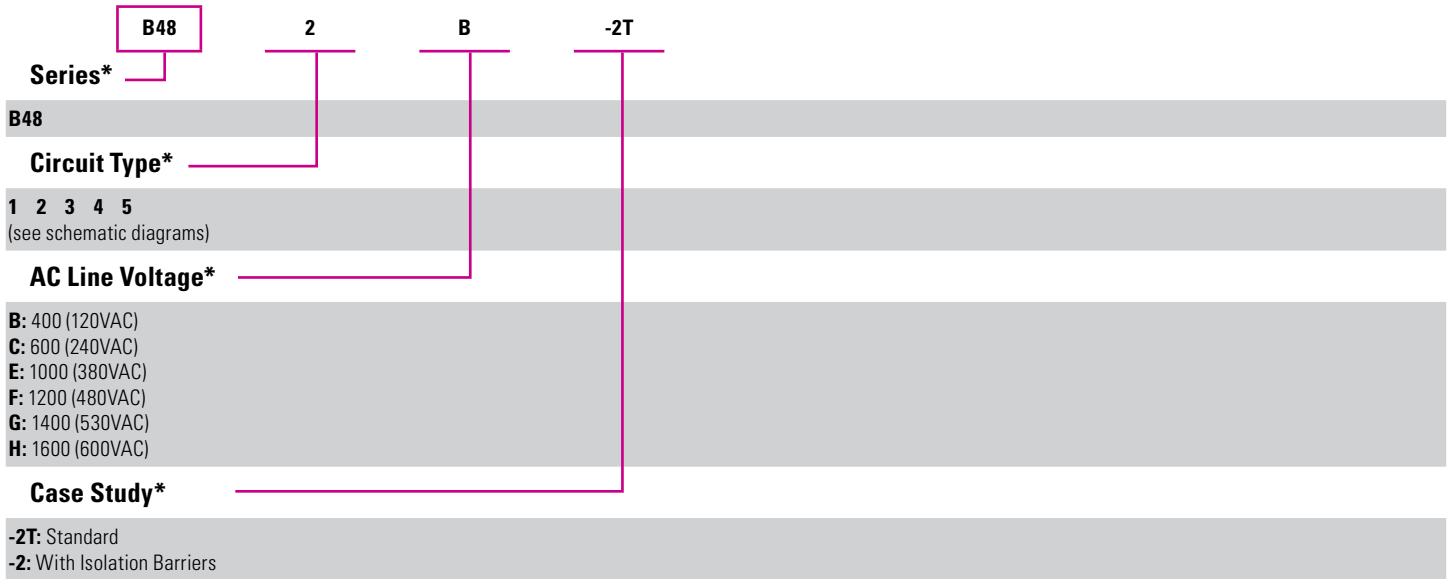 B48 2 B -2T
Series*
B48
Circuit Type*
1 2 3 4 5
(see schematic diagrams)
AC Line Voltage*
B: 400 (120VAC)
C: 600 (240VAC)
E: 1000 (380VAC)
F: 1200 (480VAC)
G: 1400 (530VAC)
H: 1600 (600VAC)
Case Study*
-2T: Standard
-2: With Isolation Barriers